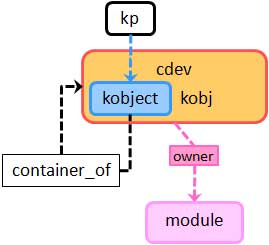 kp
cdev
kobject kobj
container_of
owner
module